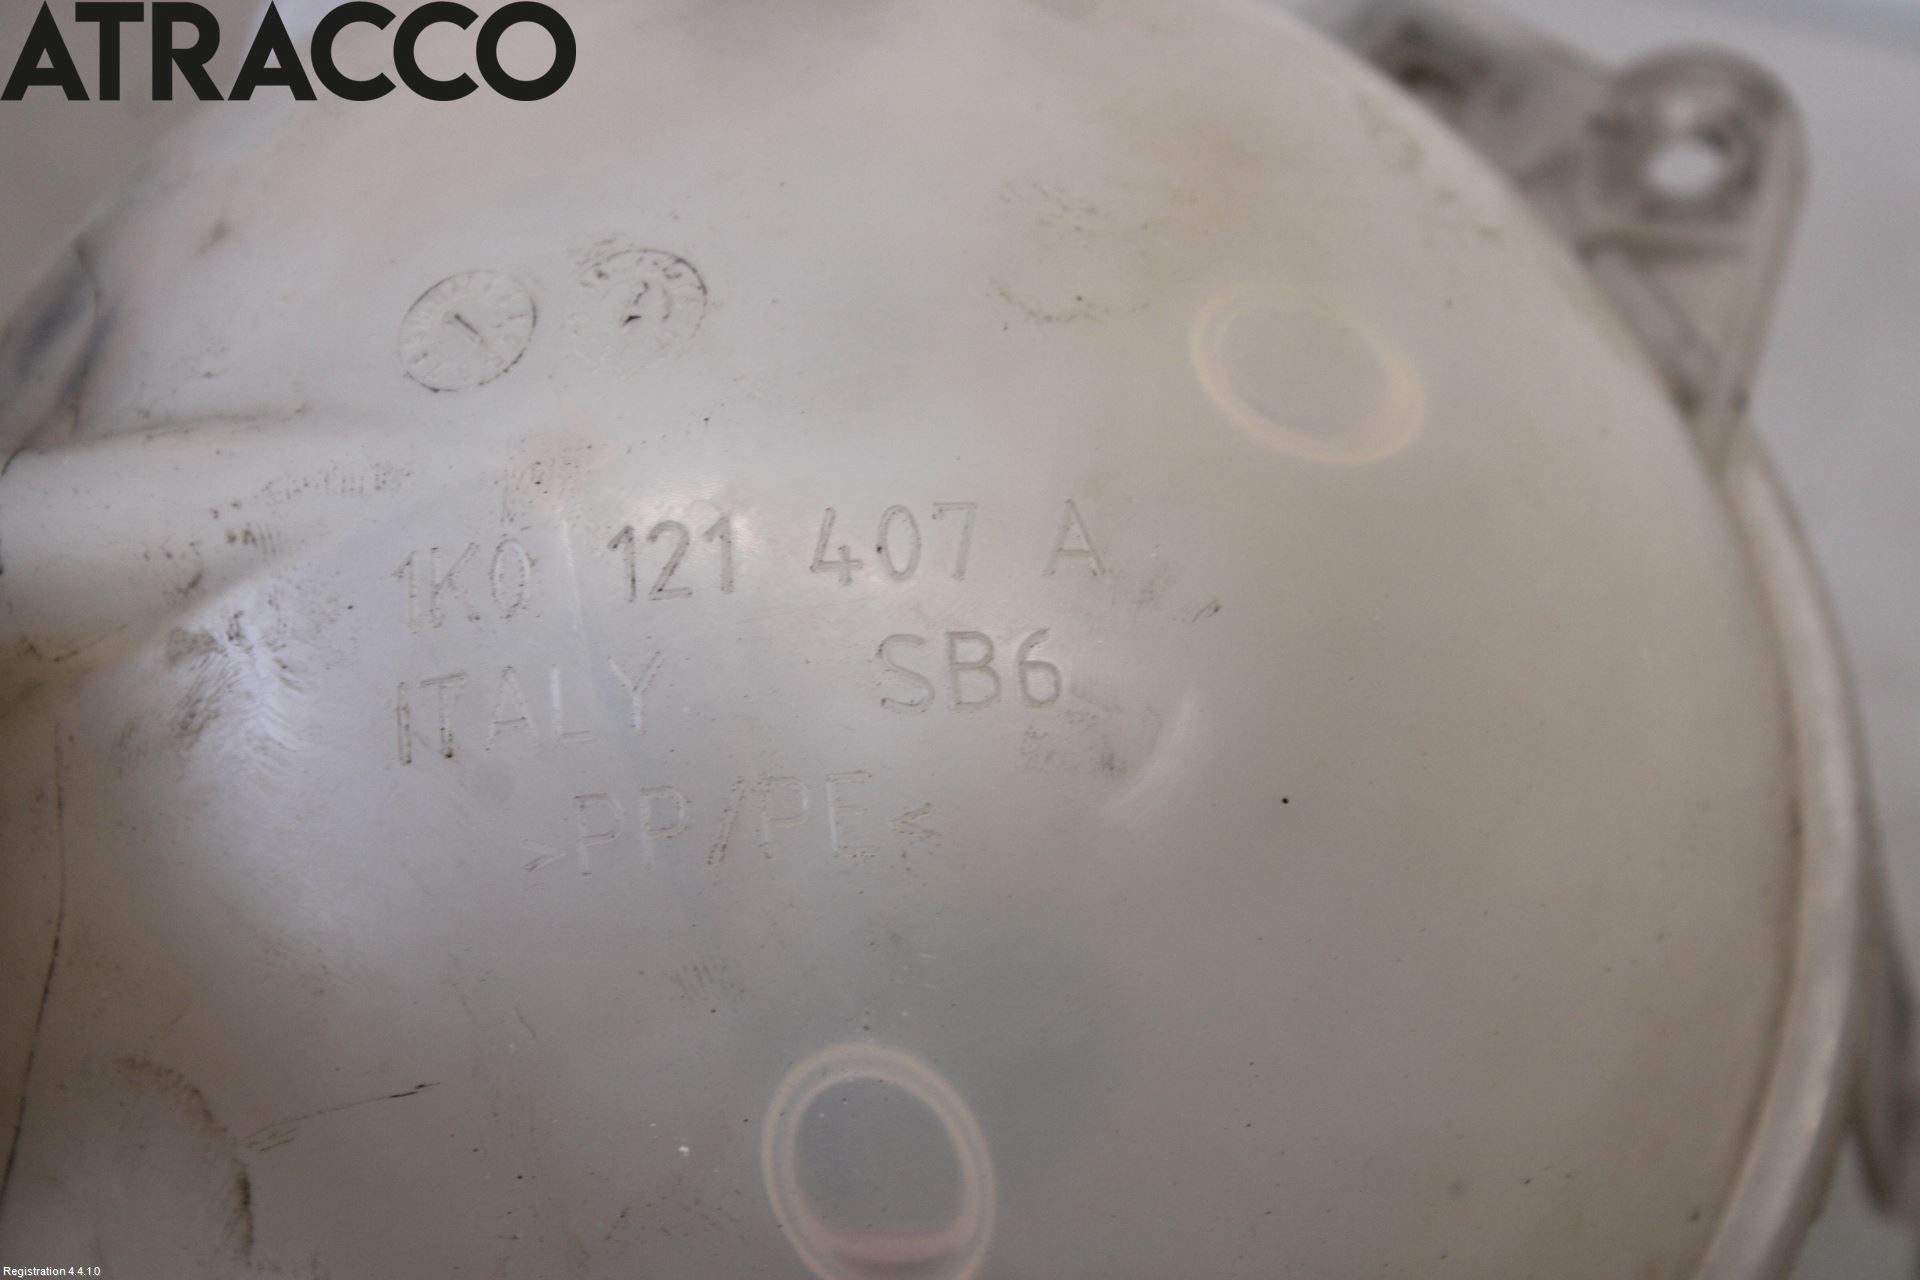 ATRACCO
1K0 121 407 A
ITALY SB6
>PP/PE<
Registration 4.4.1.0